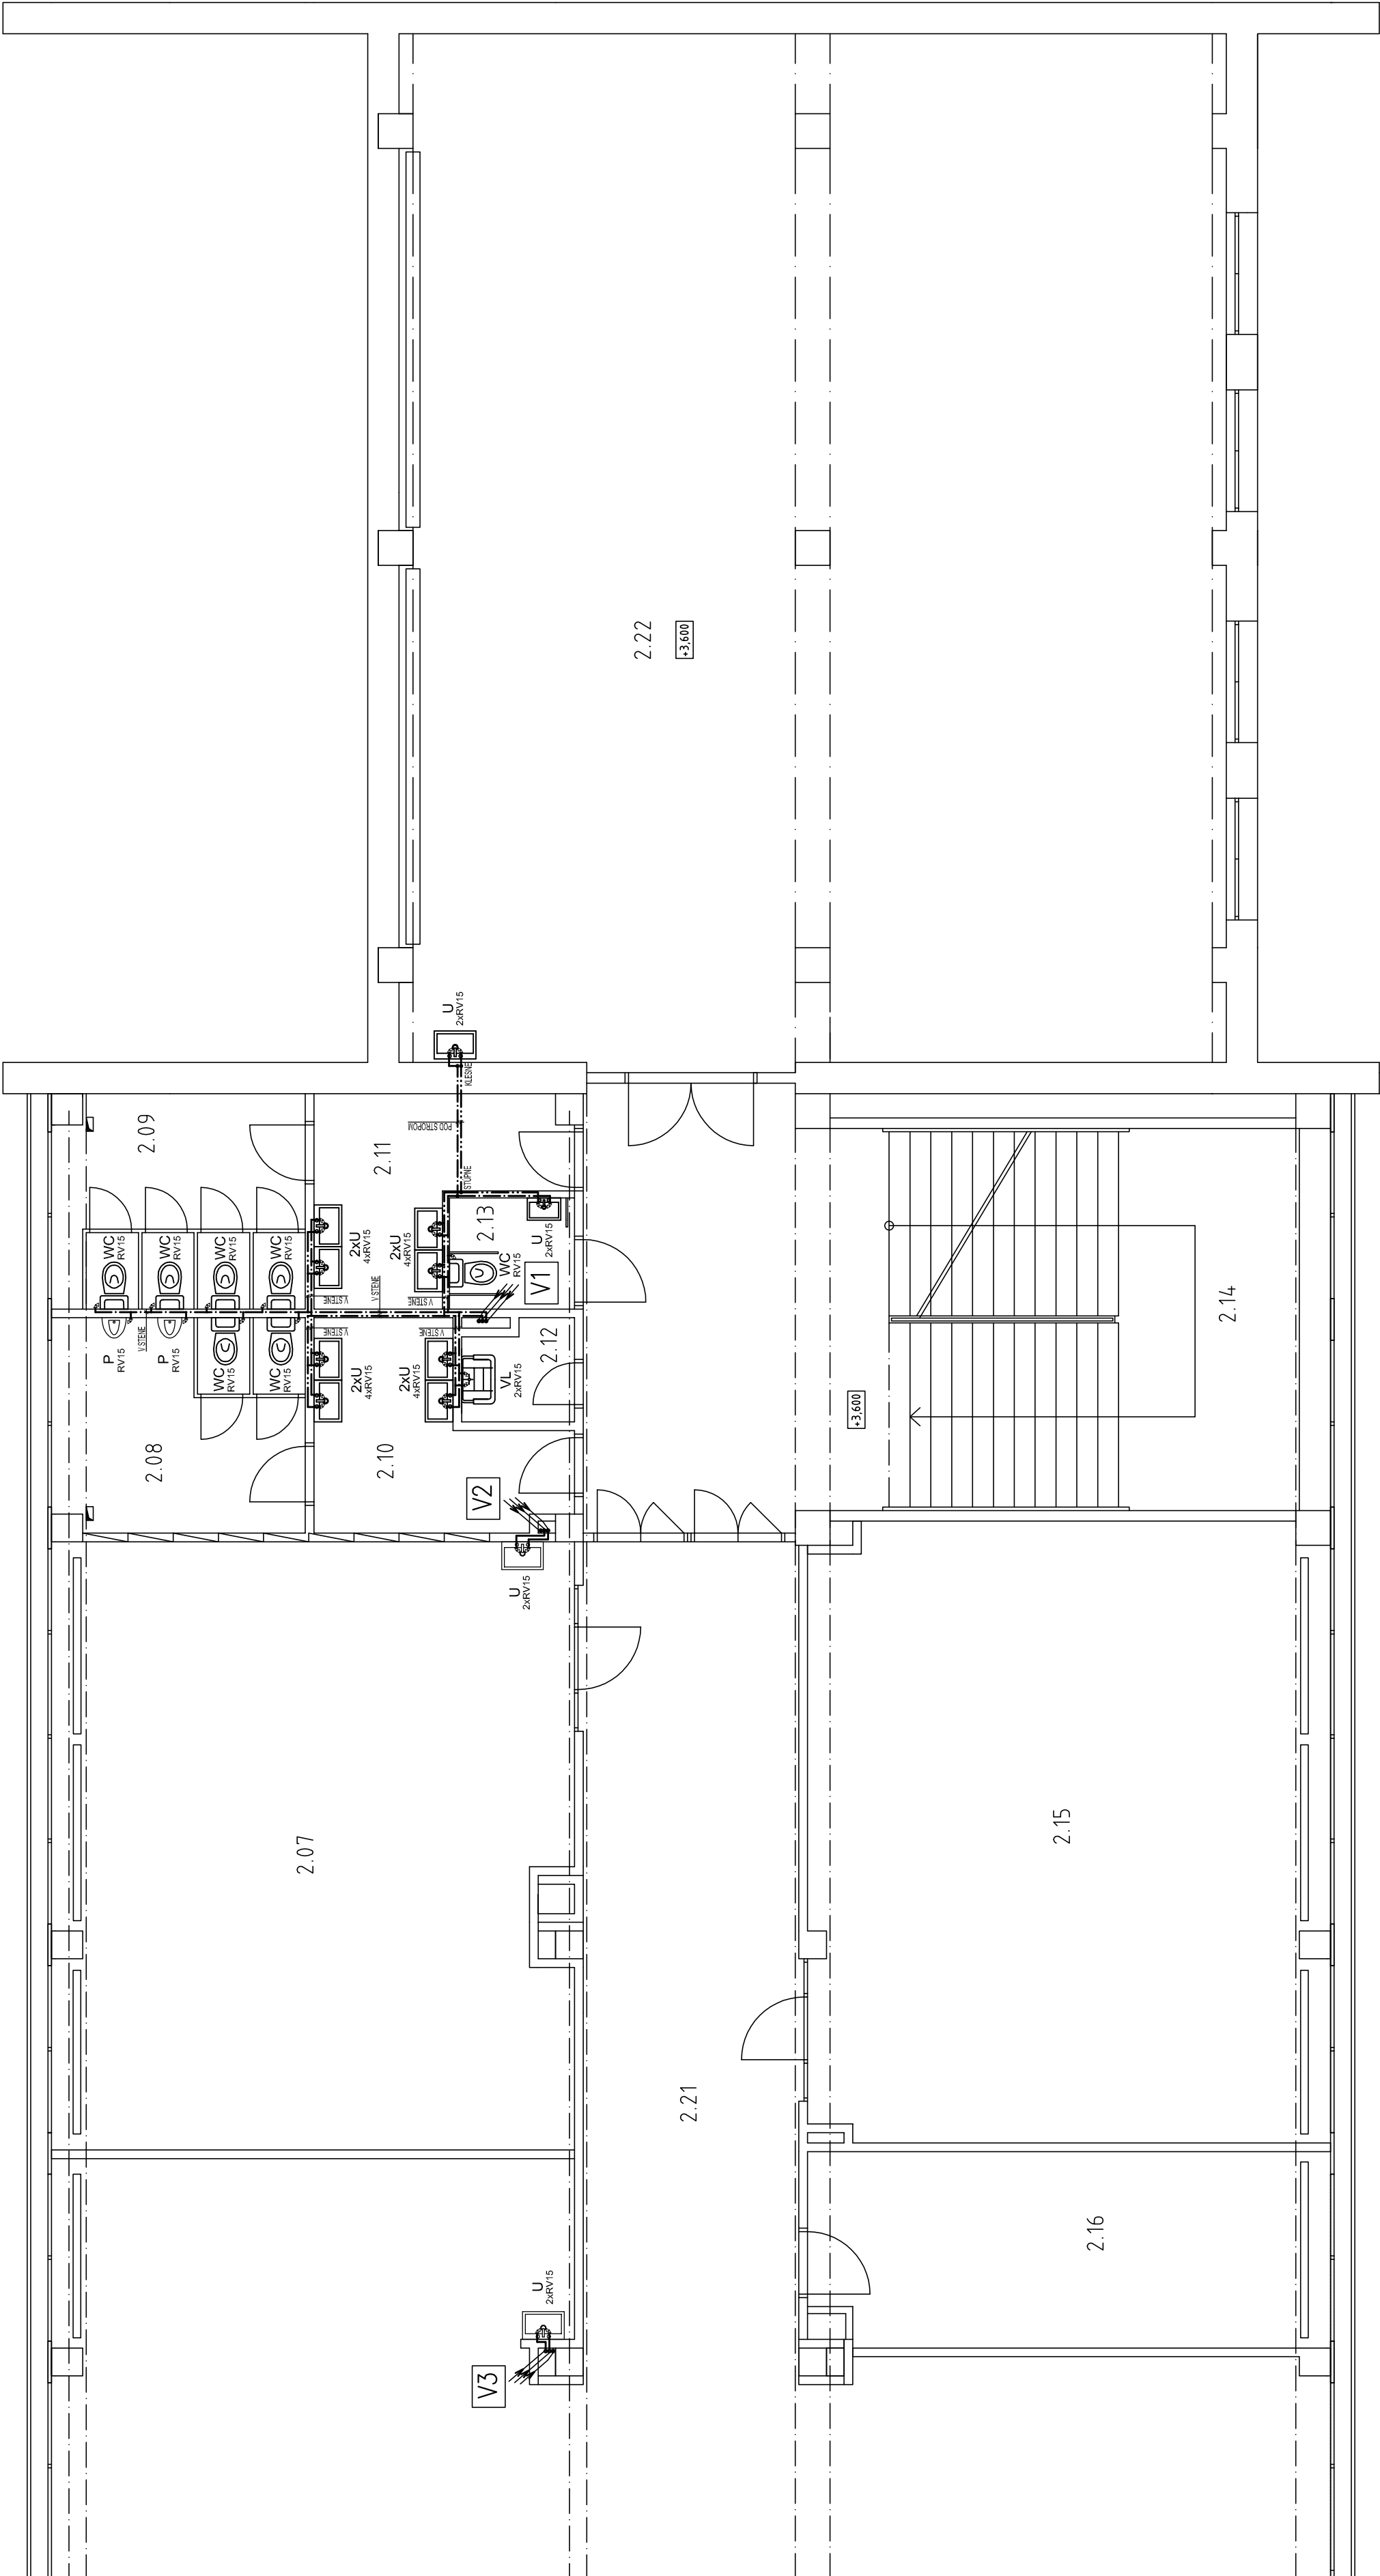 2.22
+3,600
U
2xRV15
KLESNE
POD STROPOM
STÚPNE
2.09
2.11
2.13
WC
RV15
WC
RV15
WC
RV15
WC
RV15
2xU
4xRV15
2xU
4xRV15
U
2xRV15
WC
RV15
V1
V STENE
V STENE
V STENE
V STENE
P
RV15
V STENE
P
RV15
WC
RV15
WC
RV15
V STENE
2xU
4xRV15
2xU
4xRV15
VL
2xRV15
2.12
2.08
2.10
V2
U
2xRV15
2.14
+3,600
2.07
2.15
2.21
2.16
U
2xRV15
V3